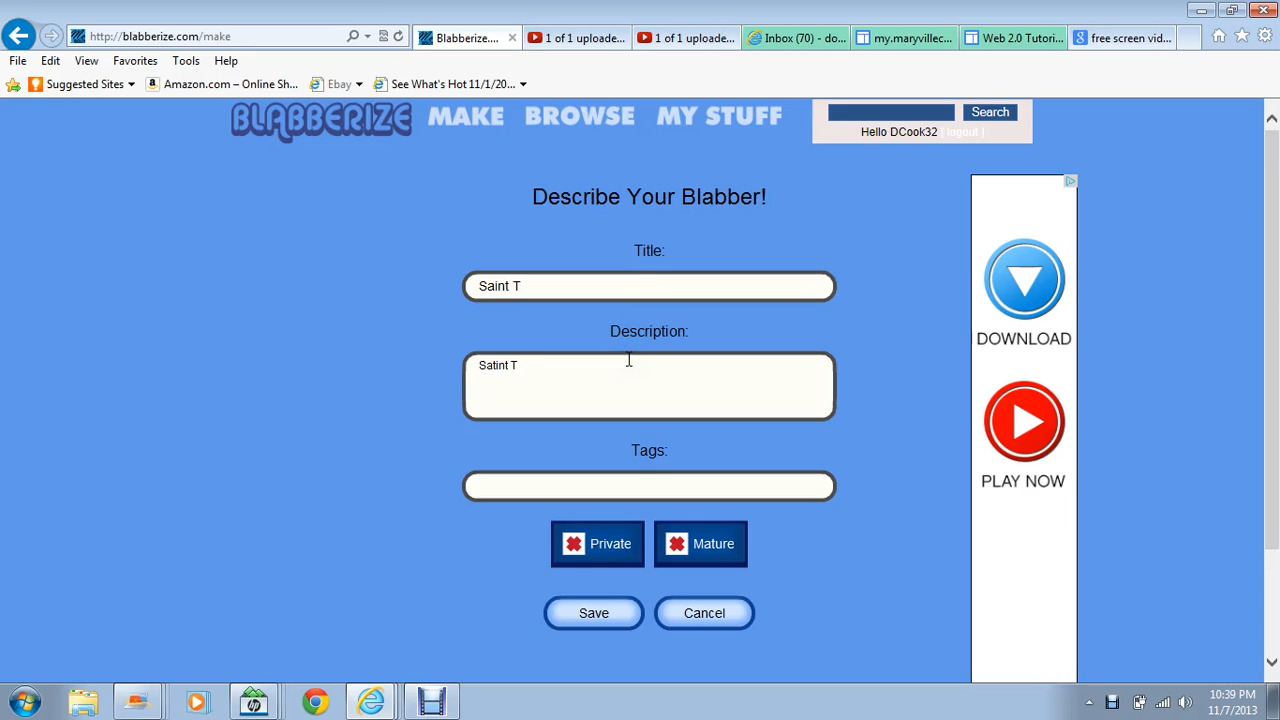 http://blabberize.com/make
Blabberize....
1 of 1 uploade...
1 of 1 uploade...
Inbox (70) - do...
my.maryvillec...
Web 2.0 Tutori...
free screen vid...
File Edit View Favorites Tools Help
Suggested Sites
Amazon.com – Online Sh...
Ebay
See What's Hot 11/1/20...
BLABBERIZE MAKE BROWSE MY STUFF
Search
Hello DCook32 [ logout ]
Describe Your Blabber!
Title:
Saint T
Description:
Satint T
Tags:
Private Mature
Save Cancel
DOWNLOAD
PLAY NOW
hp
10:39 PM
11/7/2013